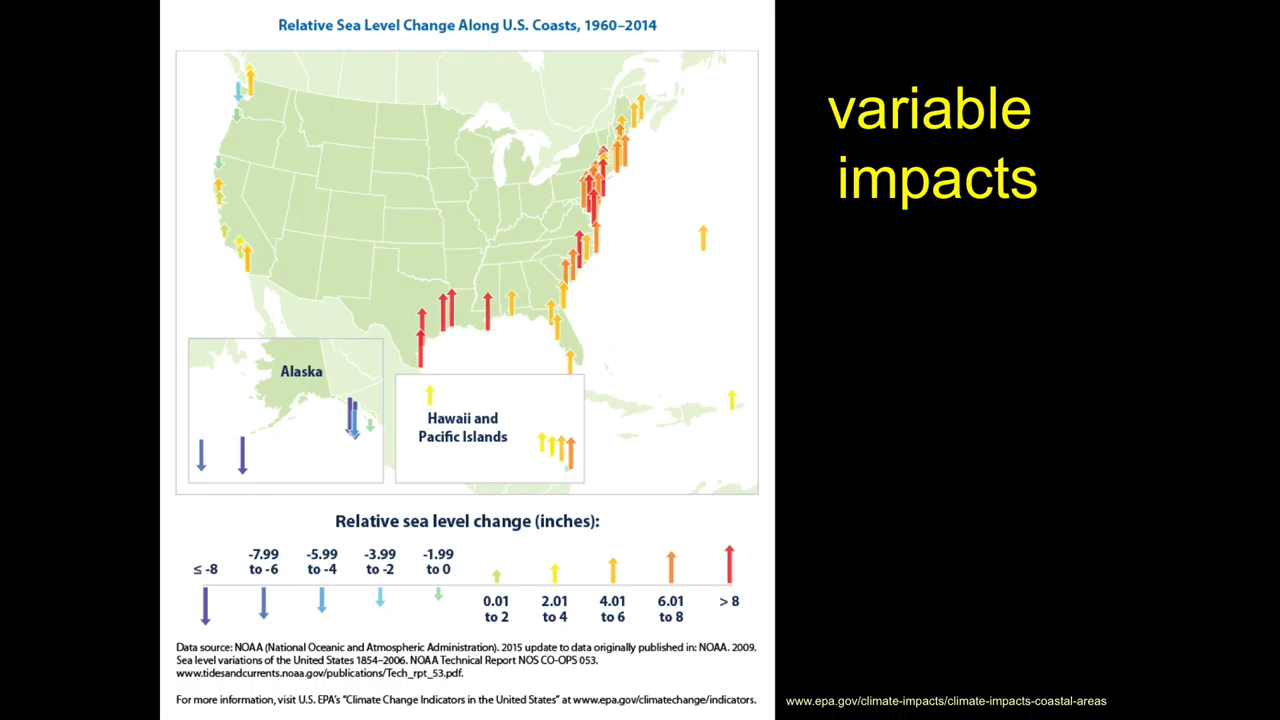 Relative Sea Level Change Along U.S. Coasts, 1960–2014
variable
impacts
Alaska
Hawaii and
Pacific Islands
Relative sea level change (inches):
≤ -8
-7.99
to -6
-5.99
to -4
-3.99
to -2
-1.99
to 0
0.01
to 2
2.01
to 4
4.01
to 6
6.01
to 8
> 8
Data source: NOAA (National Oceanic and Atmospheric Administration). 2015 update to data originally published in: NOAA. 2009.
Sea level variations of the United States 1854–2006. NOAA Technical Report NOS CO-OPS 053.
www.tidesandcurrents.noaa.gov/publications/Tech_rpt_53.pdf.
For more information, visit U.S. EPA's “Climate Change Indicators in the United States” at www.epa.gov/climatechange/indicators.
www.epa.gov/climate-impacts/climate-impacts-coastal-areas